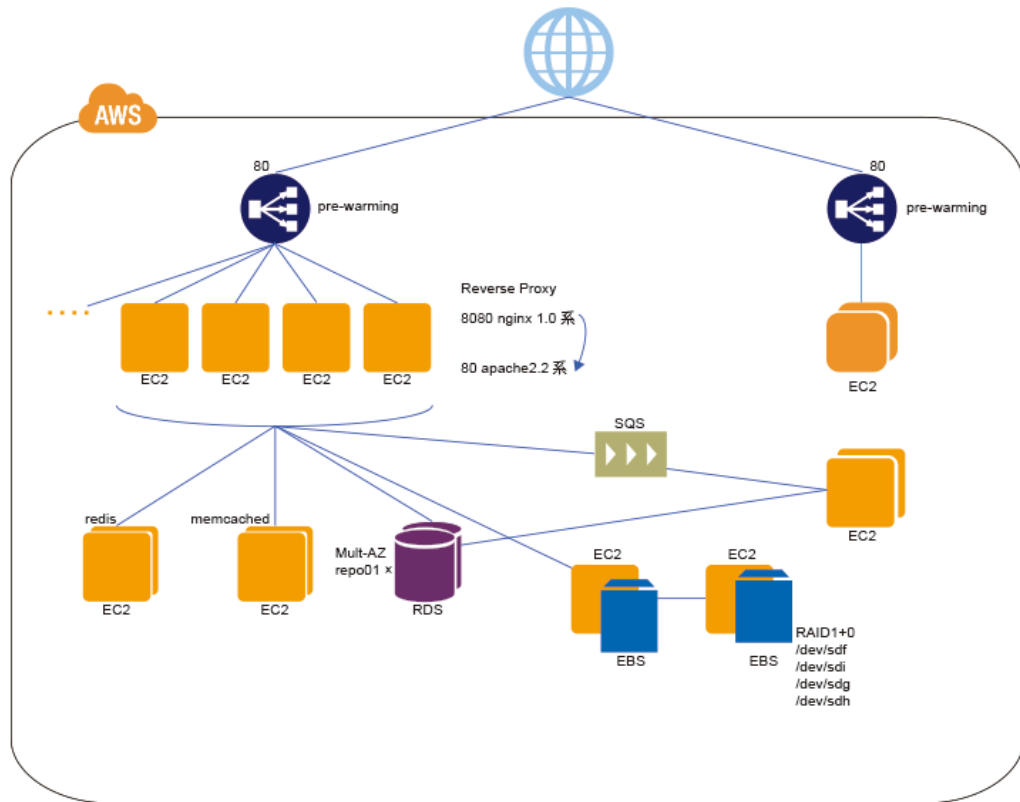 AWS
80
pre-warming
80
pre-warming
Reverse Proxy
8080 nginx 1.0 系
80 apache2.2 系
EC2
EC2
EC2
EC2
EC2
SQS
redis
memcached
Mult-AZ
repo01 ×
EC2
EC2
RDS
EC2
EC2
EC2
EBS
EBS
RAID1+0
/dev/sdf
/dev/sdi
/dev/sdg
/dev/sdh